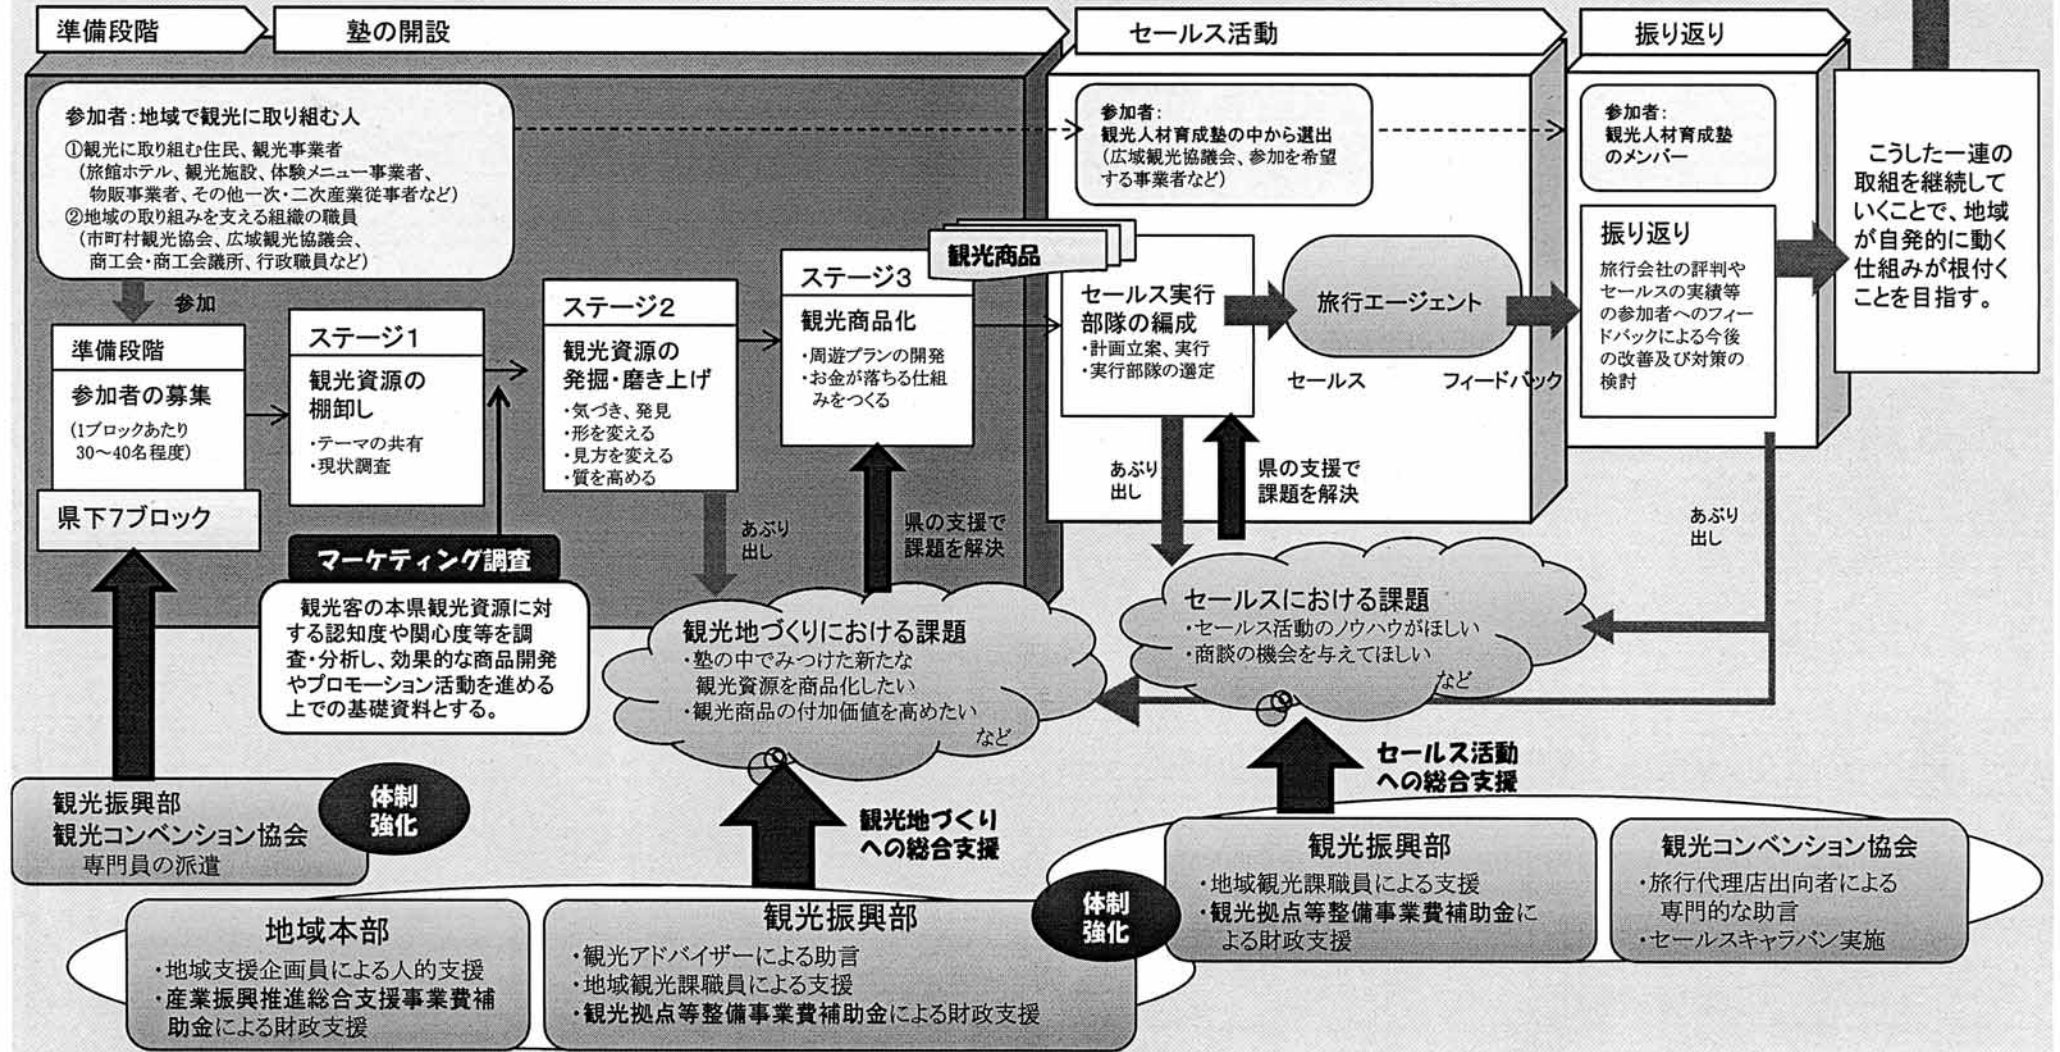 準備段階
塾の開設
セールス活動
振り返り
参加者：地域で観光に取り組む人
①観光に取り組む住民、観光事業者
（旅館ホテル、観光施設、体験メニュー事業者、
物販事業者、その他一次・二次産業従事者など）
②地域の取り組みを支える組織の職員
（市町村観光協会、広域観光協議会、
商工会・商工会議所、行政職員など）
参加
参加者：
観光人材育成塾の中から選出
（広域観光協議会、参加を希望
する事業者など）
参加者：
観光人材育成塾
のメンバー
こうした一連の
取組を継続して
いくことで、地域
が自発的に動く
仕組みが根付く
ことを目指す。
準備段階
参加者の募集
（1ブロックあたり
30～40名程度）
県下7ブロック
ステージ1
観光資源の
棚卸し
・テーマの共有
・現状調査
ステージ2
観光資源の
発掘・磨き上げ
・気づき、発見
・形を変える
・見方を変える
・質を高める
ステージ3
観光商品化
・周遊プランの開発
・お金が落ちる仕組
みをつくる
観光商品
セールス実行
部隊の編成
・計画立案、実行
・実行部隊の選定
旅行エージェント
セールス
フィードバック
振り返り
旅行会社の評判や
セールスの実績等
の参加者へのフィー
ドバックによる今後
の改善及び対策の
検討
マーケティング調査
観光客の本県観光資源に対
する認知度や関心度等を調
査・分析し、効果的な商品開発
やプロモーション活動を進める
上での基礎資料とする。
あぶり
出し
県の支援で
課題を解決
あぶり
出し
県の支援で
課題を解決
あぶり
出し
観光地づくりにおける課題
・塾の中でみつけた新たな
観光資源を商品化したい
・観光商品の付加価値を高めたい
など
セールスにおける課題
・セールス活動のノウハウがほしい
・商談の機会を与えてほしい
など
観光振興部
観光コンベンション協会
専門員の派遣
体制
強化
観光地づくり
への総合支援
セールス活動
への総合支援
地域本部
・地域支援企画員による人的支援
・産業振興推進総合支援事業費補
助金による財政支援
観光振興部
・観光アドバイザーによる助言
・地域観光課職員による支援
・観光拠点等整備事業費補助金による財政支援
体制
強化
観光振興部
・地域観光課職員による支援
・観光拠点等整備事業費補助金に
よる財政支援
観光コンベンション協会
・旅行代理店出向者による
専門的な助言
・セールスキャラバン実施